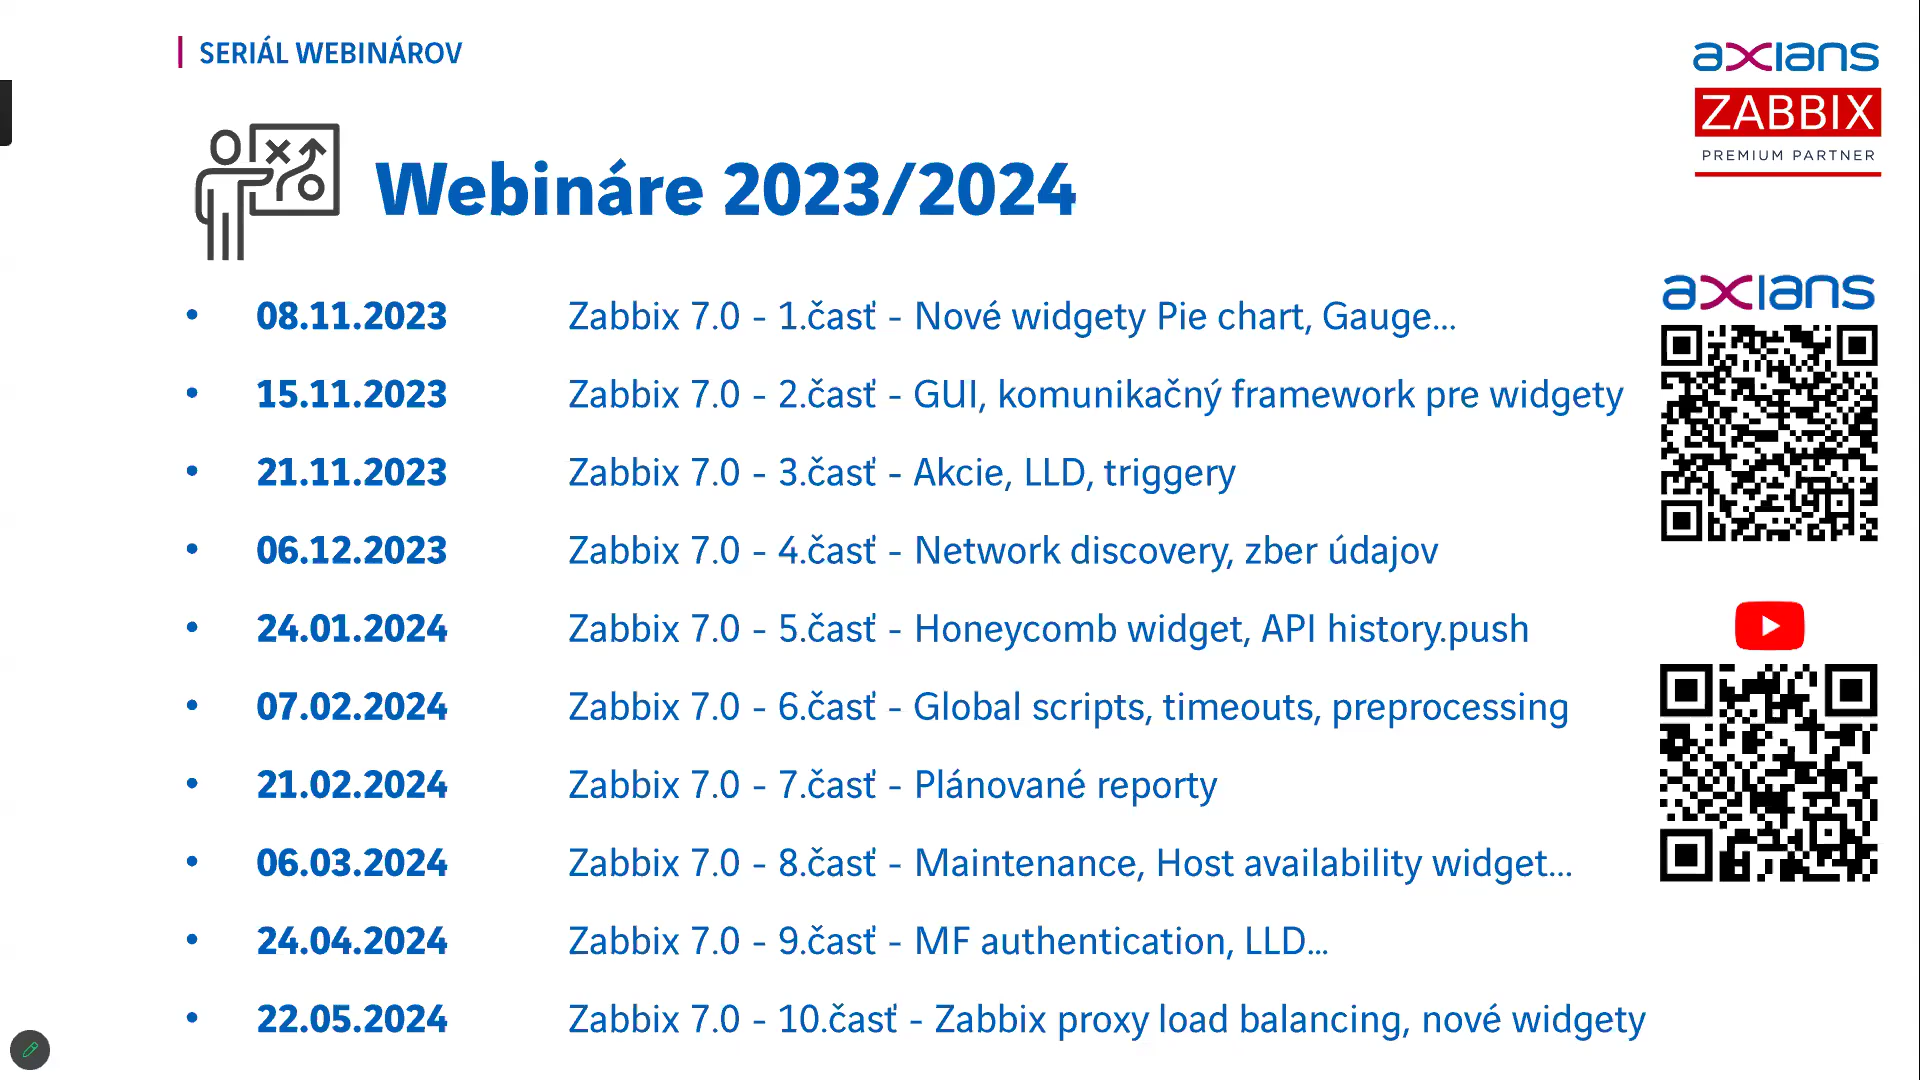 SERIÁL WEBINÁROV
axians
ZABBIX
PREMIUM PARTNER
Webináre 2023/2024
• 08.11.2023 Zabbix 7.0 - 1.časť - Nové widgety Pie chart, Gauge...
• 15.11.2023 Zabbix 7.0 - 2.časť - GUI, komunikačný framework pre widgety
• 21.11.2023 Zabbix 7.0 - 3.časť - Akcie, LLD, triggery
• 06.12.2023 Zabbix 7.0 - 4.časť - Network discovery, zber údajov
• 24.01.2024 Zabbix 7.0 - 5.časť - Honeycomb widget, API history.push
• 07.02.2024 Zabbix 7.0 - 6.časť - Global scripts, timeouts, preprocessing
• 21.02.2024 Zabbix 7.0 - 7.časť - Plánované reporty
• 06.03.2024 Zabbix 7.0 - 8.časť - Maintenance, Host availability widget...
• 24.04.2024 Zabbix 7.0 - 9.časť - MF authentication, LLD...
• 22.05.2024 Zabbix 7.0 - 10.časť - Zabbix proxy load balancing, nové widgety
axians